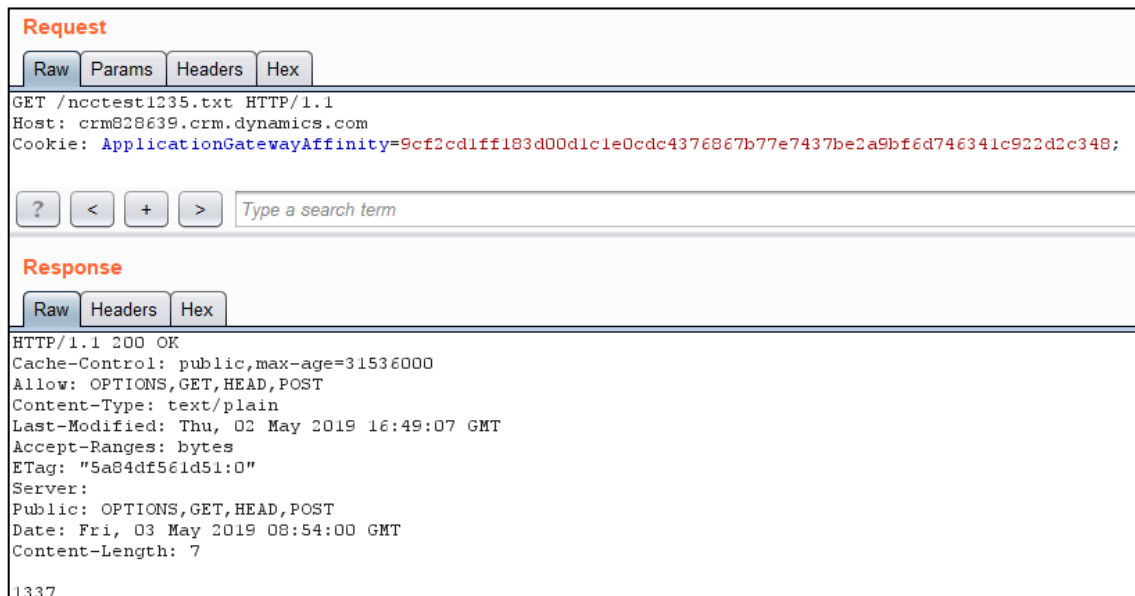 Request
Raw Params Headers Hex
GET /ncctest1235.txt HTTP/1.1
Host: crm828639.crm.dynamics.com
Cookie: ApplicationGatewayAffinity=9cf2cd1ff183d00d1c1e0cdc4376867b77e7437be2a9bf6d746341c922d2c348;
? < + > Type a search term
Response
Raw Headers Hex
HTTP/1.1 200 OK
Cache-Control: public,max-age=31536000
Allow: OPTIONS,GET,HEAD,POST
Content-Type: text/plain
Last-Modified: Thu, 02 May 2019 16:49:07 GMT
Accept-Ranges: bytes
ETag: "5a84df561d51:0"
Server:
Public: OPTIONS,GET,HEAD,POST
Date: Fri, 03 May 2019 08:54:00 GMT
Content-Length: 7
1337